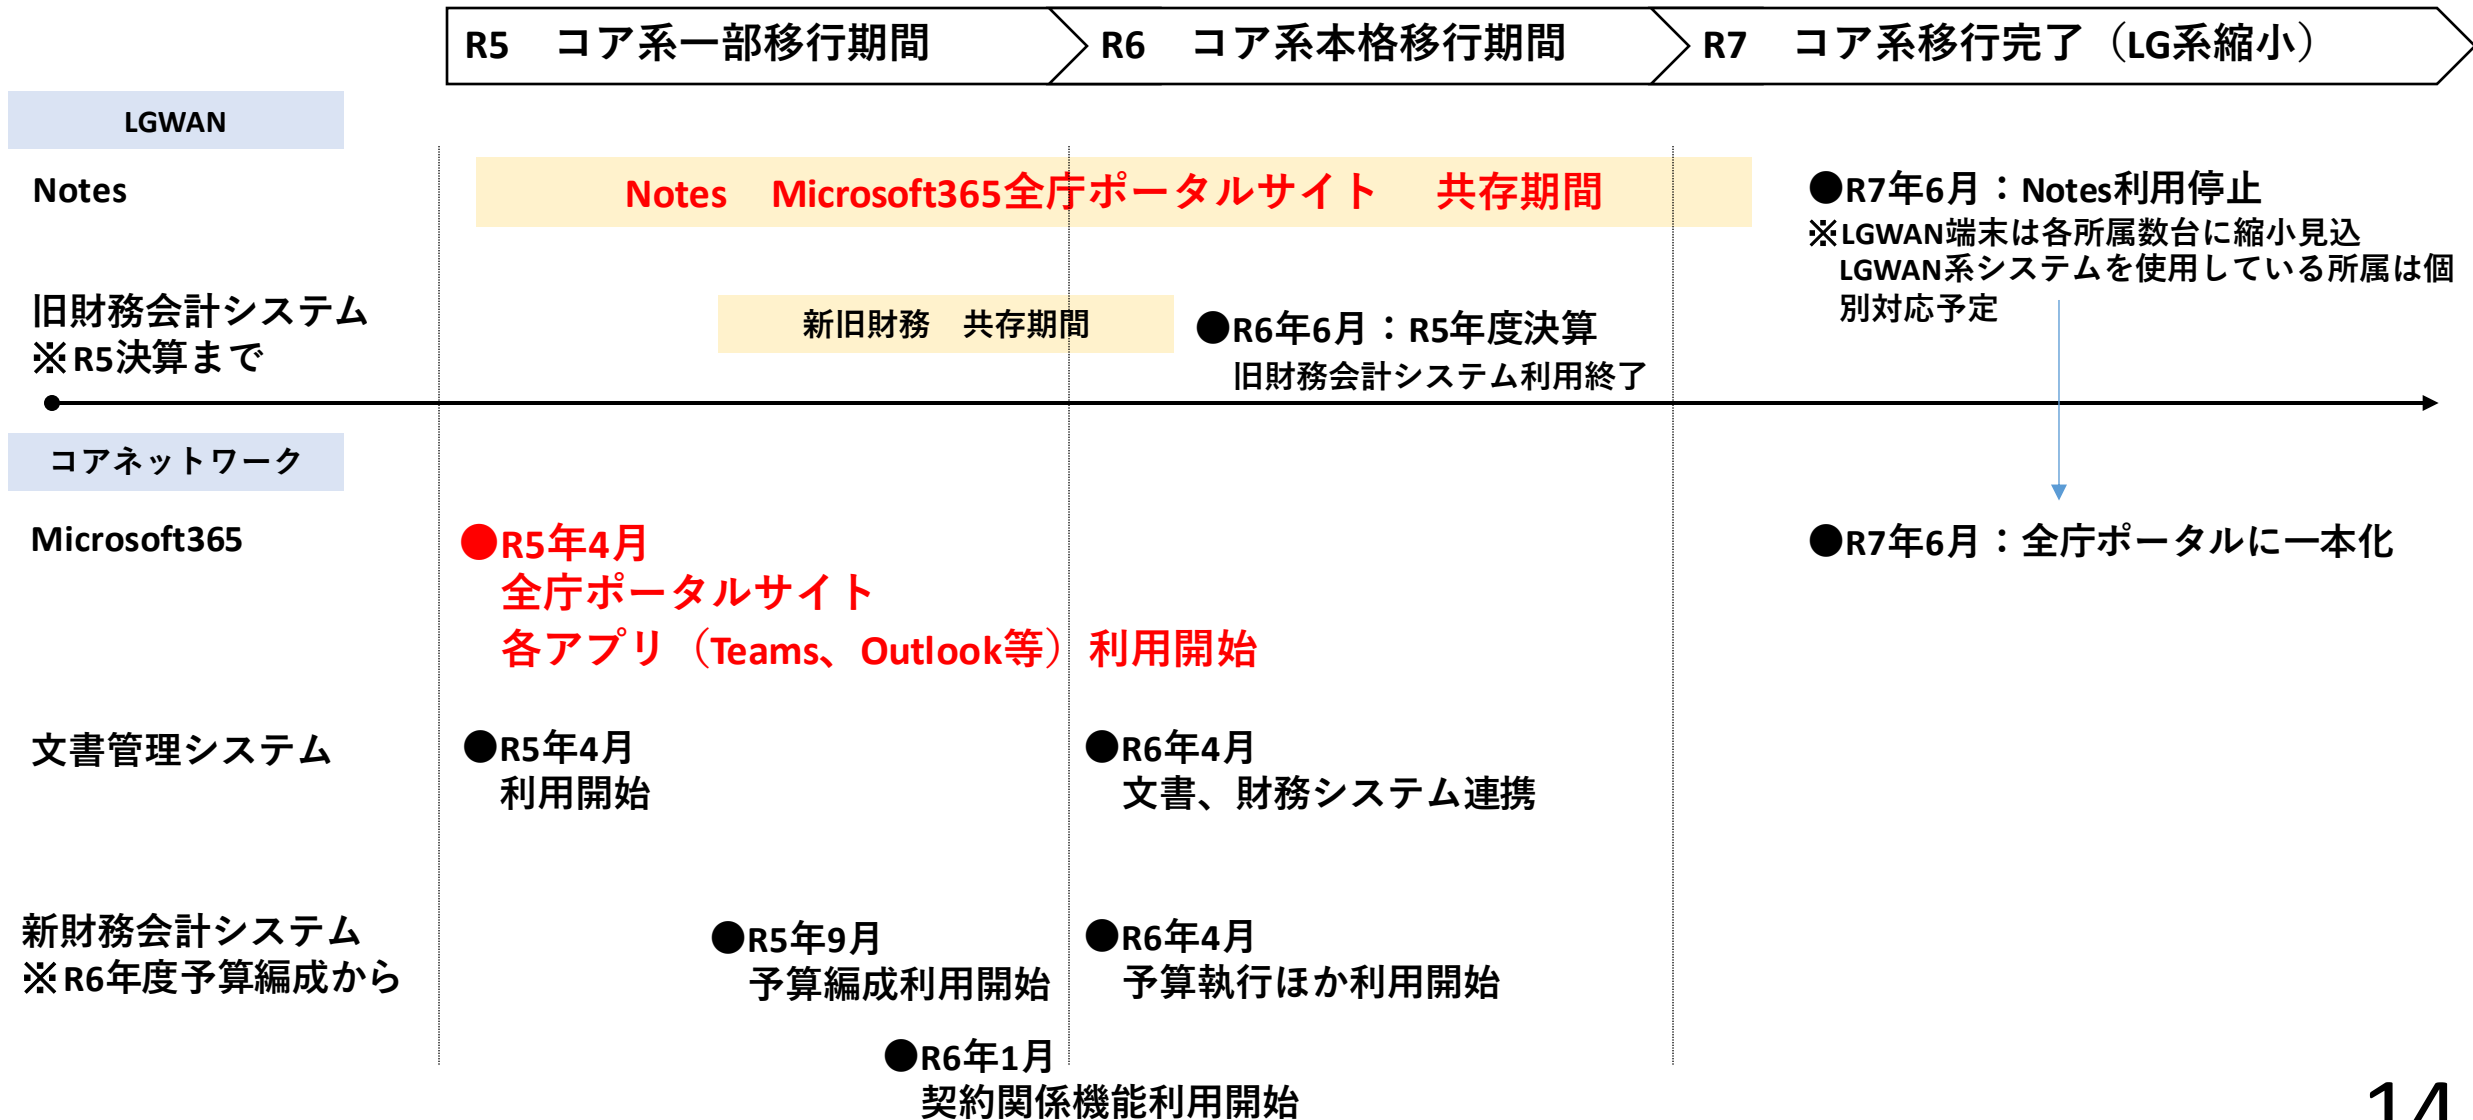 R5 コア系一部移行期間
R6 コア系本格移行期間
R7 コア系移行完了（LG系縮小）
LGWAN
Notes
Notes Microsoft365全庁ポータルサイト 共存期間
●R7年6月：Notes利用停止
※LGWAN端末は各所属数台に縮小見込
LGWAN系システムを使用している所属は個
別対応予定
旧財務会計システム
※R5決算まで
新旧財務 共存期間
●R6年6月：R5年度決算
旧財務会計システム利用終了
コアネットワーク
Microsoft365
●R5年4月
全庁ポータルサイト
各アプリ（Teams、Outlook等）利用開始
●R7年6月：全庁ポータルに一本化
文書管理システム
●R5年4月
利用開始
●R6年4月
文書、財務システム連携
新財務会計システム
※R6年度予算編成から
●R5年9月
予算編成利用開始
●R6年4月
予算執行ほか利用開始
●R6年1月
契約関係機能利用開始
14